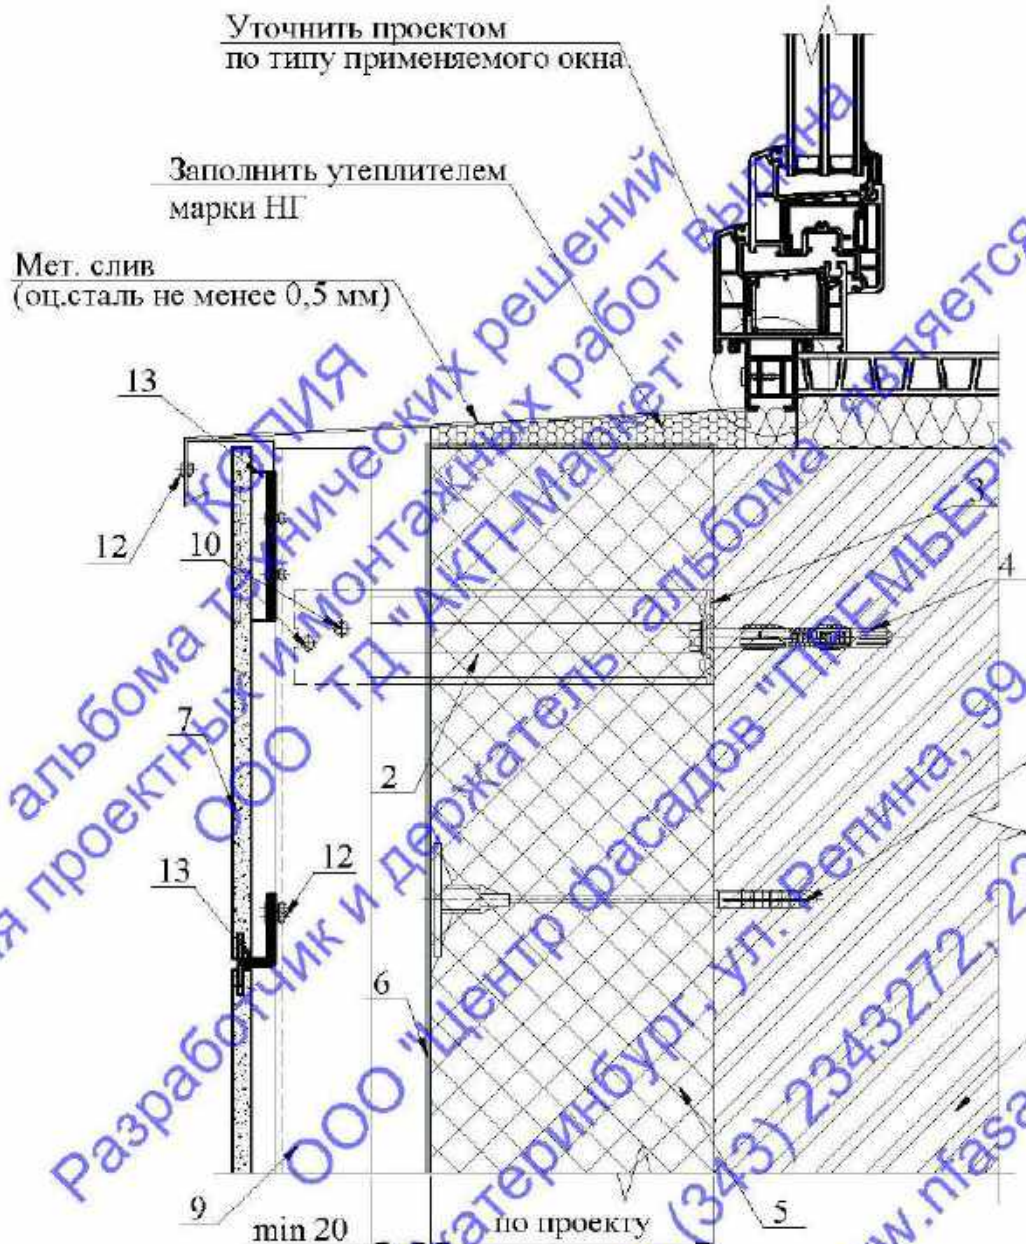 Уточнить проектом
по типу применяемого окна
Заполнить утеплителем
марки НГ
Мет. слив
(оц.сталь не менее 0,5 мм)
13
12
10
3
4
7
2
13
12
6
9
5
min 20
по проекту
КОПИЯ
альбома технических решений
проектных и монтажных работ выдана
ООО ТД "АКП-Маркет"
Разработчик и держатель альбома является
ООО "Центр фасадов "ПРЕМЬЕР"
ул. Репина, 99
(343) 2343272, 23